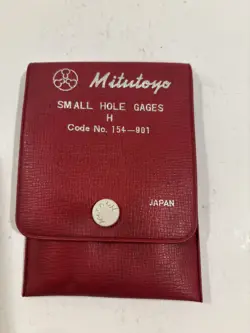 Mitutoyo
SMALL HOLE GAGES
H
Code No. 154–901
JAPAN